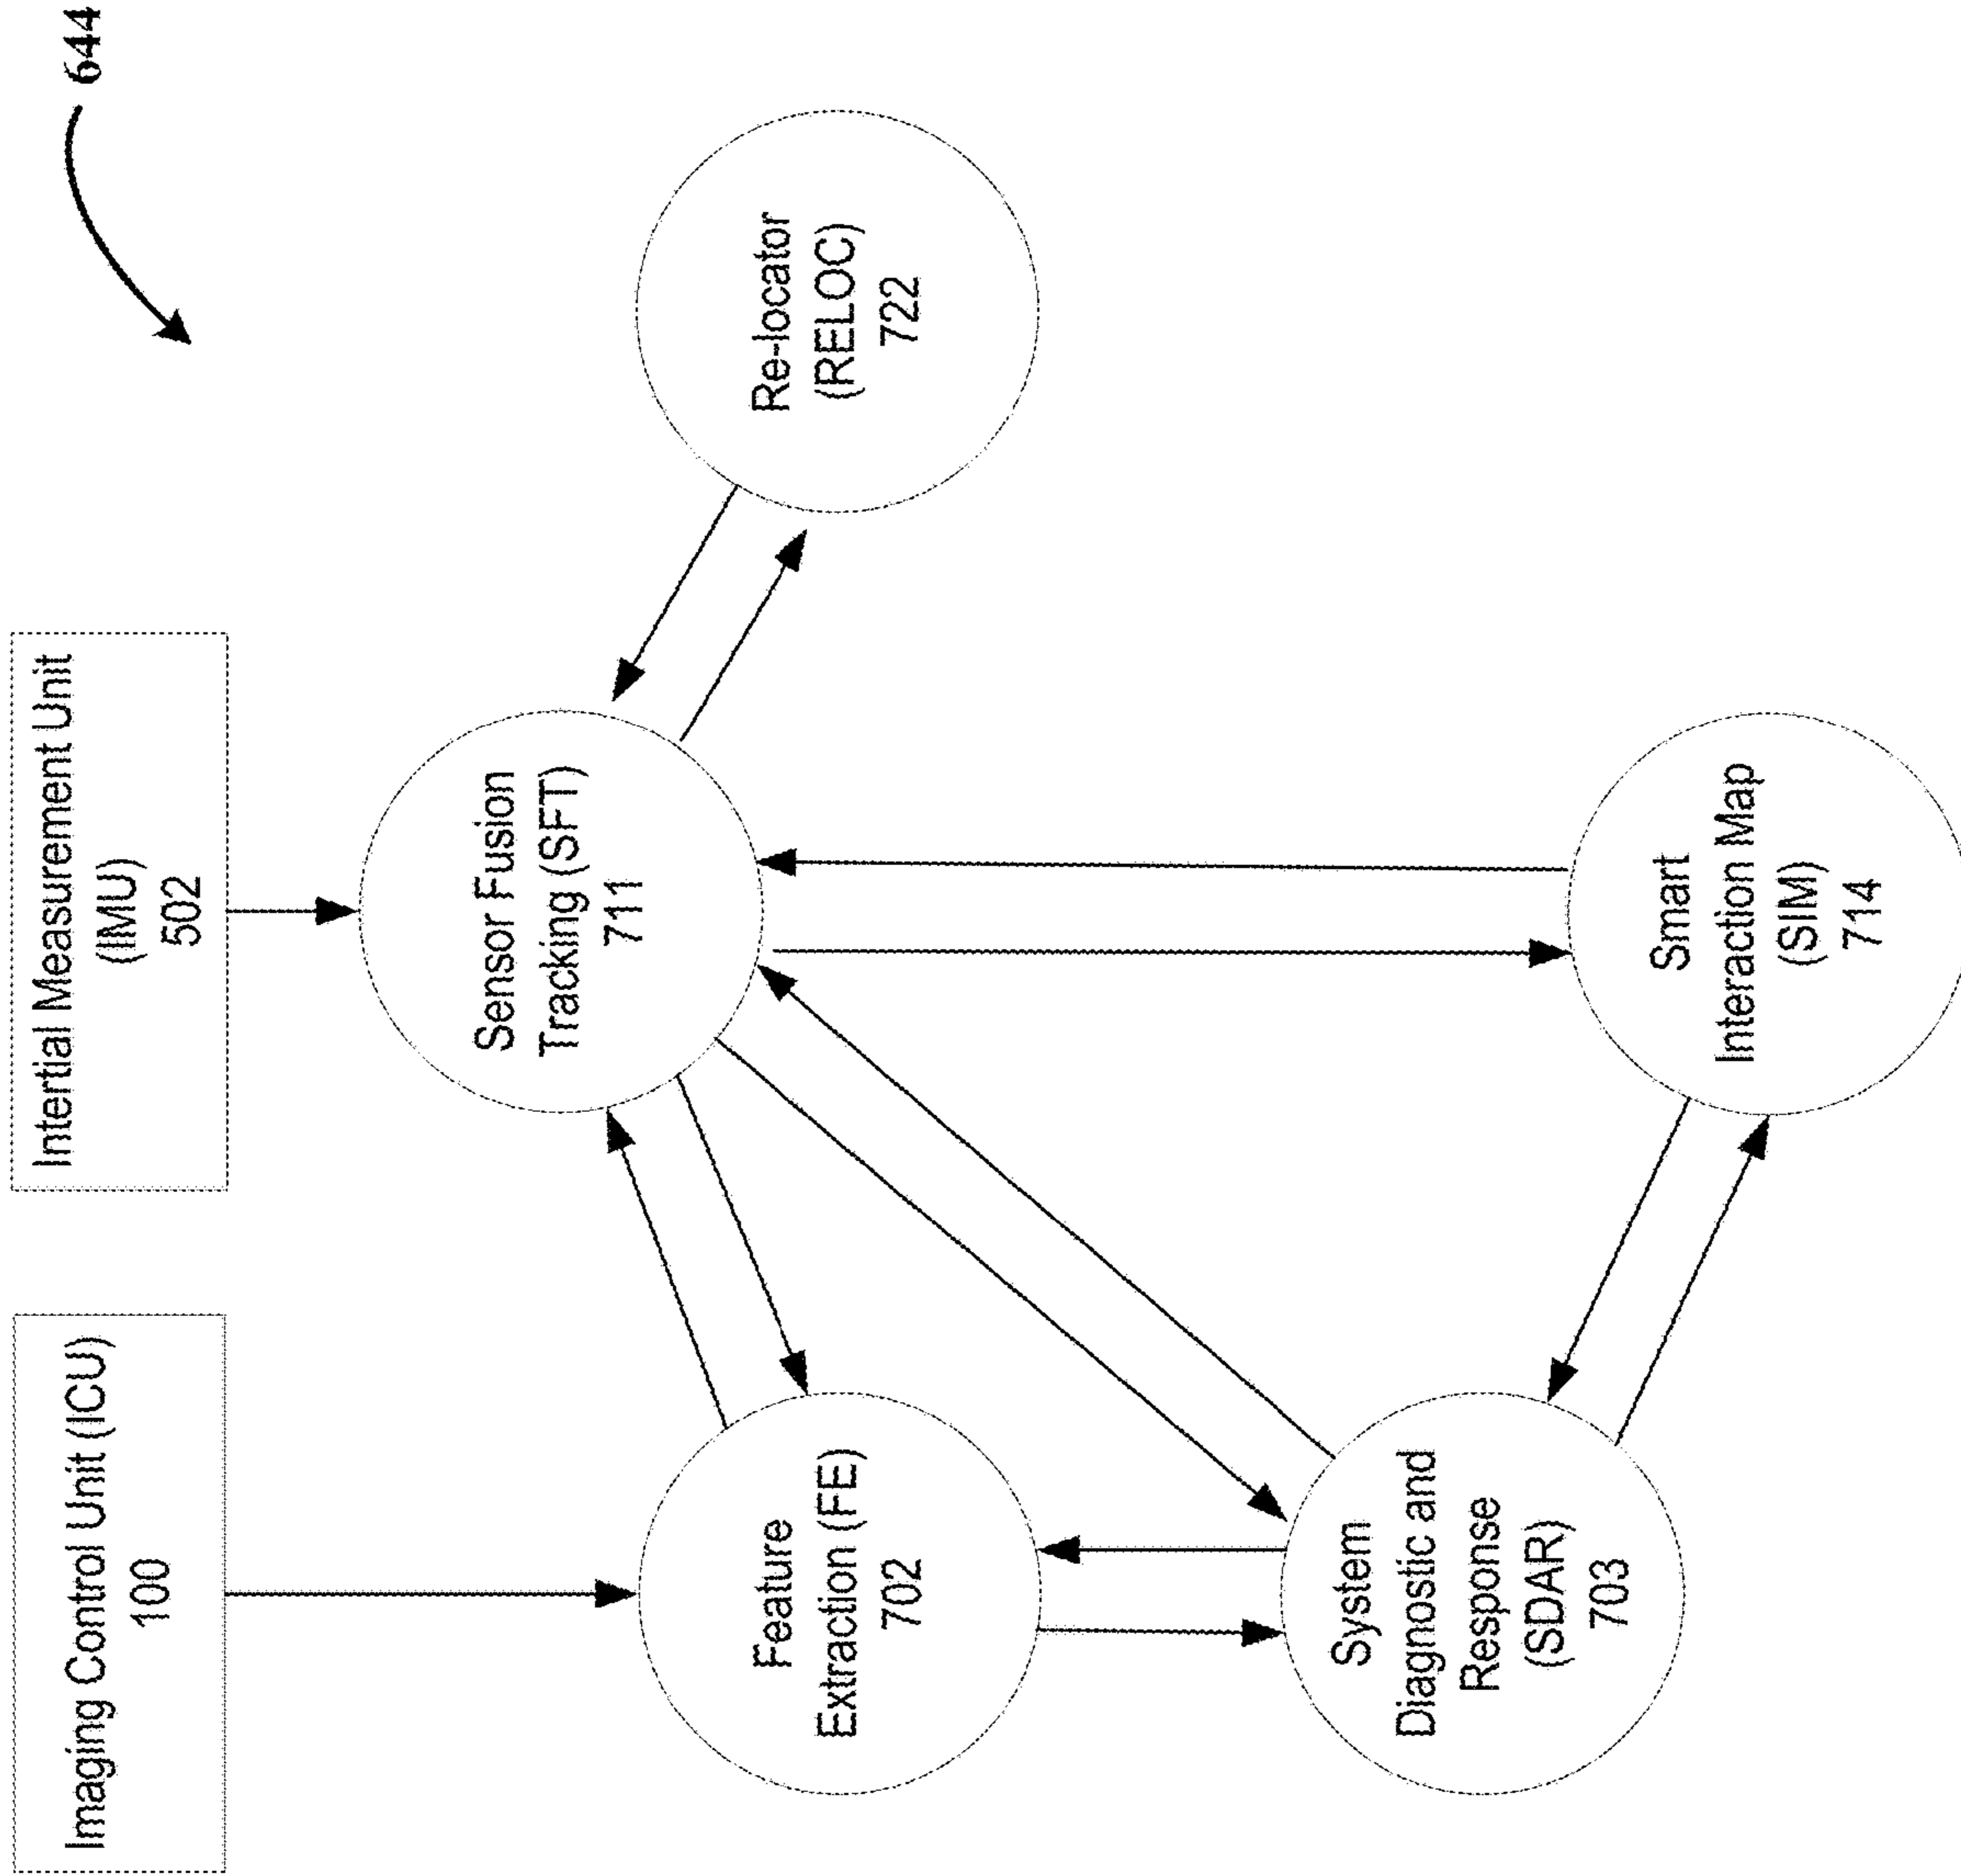 644
Imaging Control Unit (ICU)
100
Intertial Measurement Unit
(IMU)
502
Feature
Extraction (FE)
702
Sensor Fusion
Tracking (SFT)
711
Re-locator
(RELOC)
722
System
Diagnostic and
Response
(SDAR)
703
Smart
Interaction Map
(SIM)
714